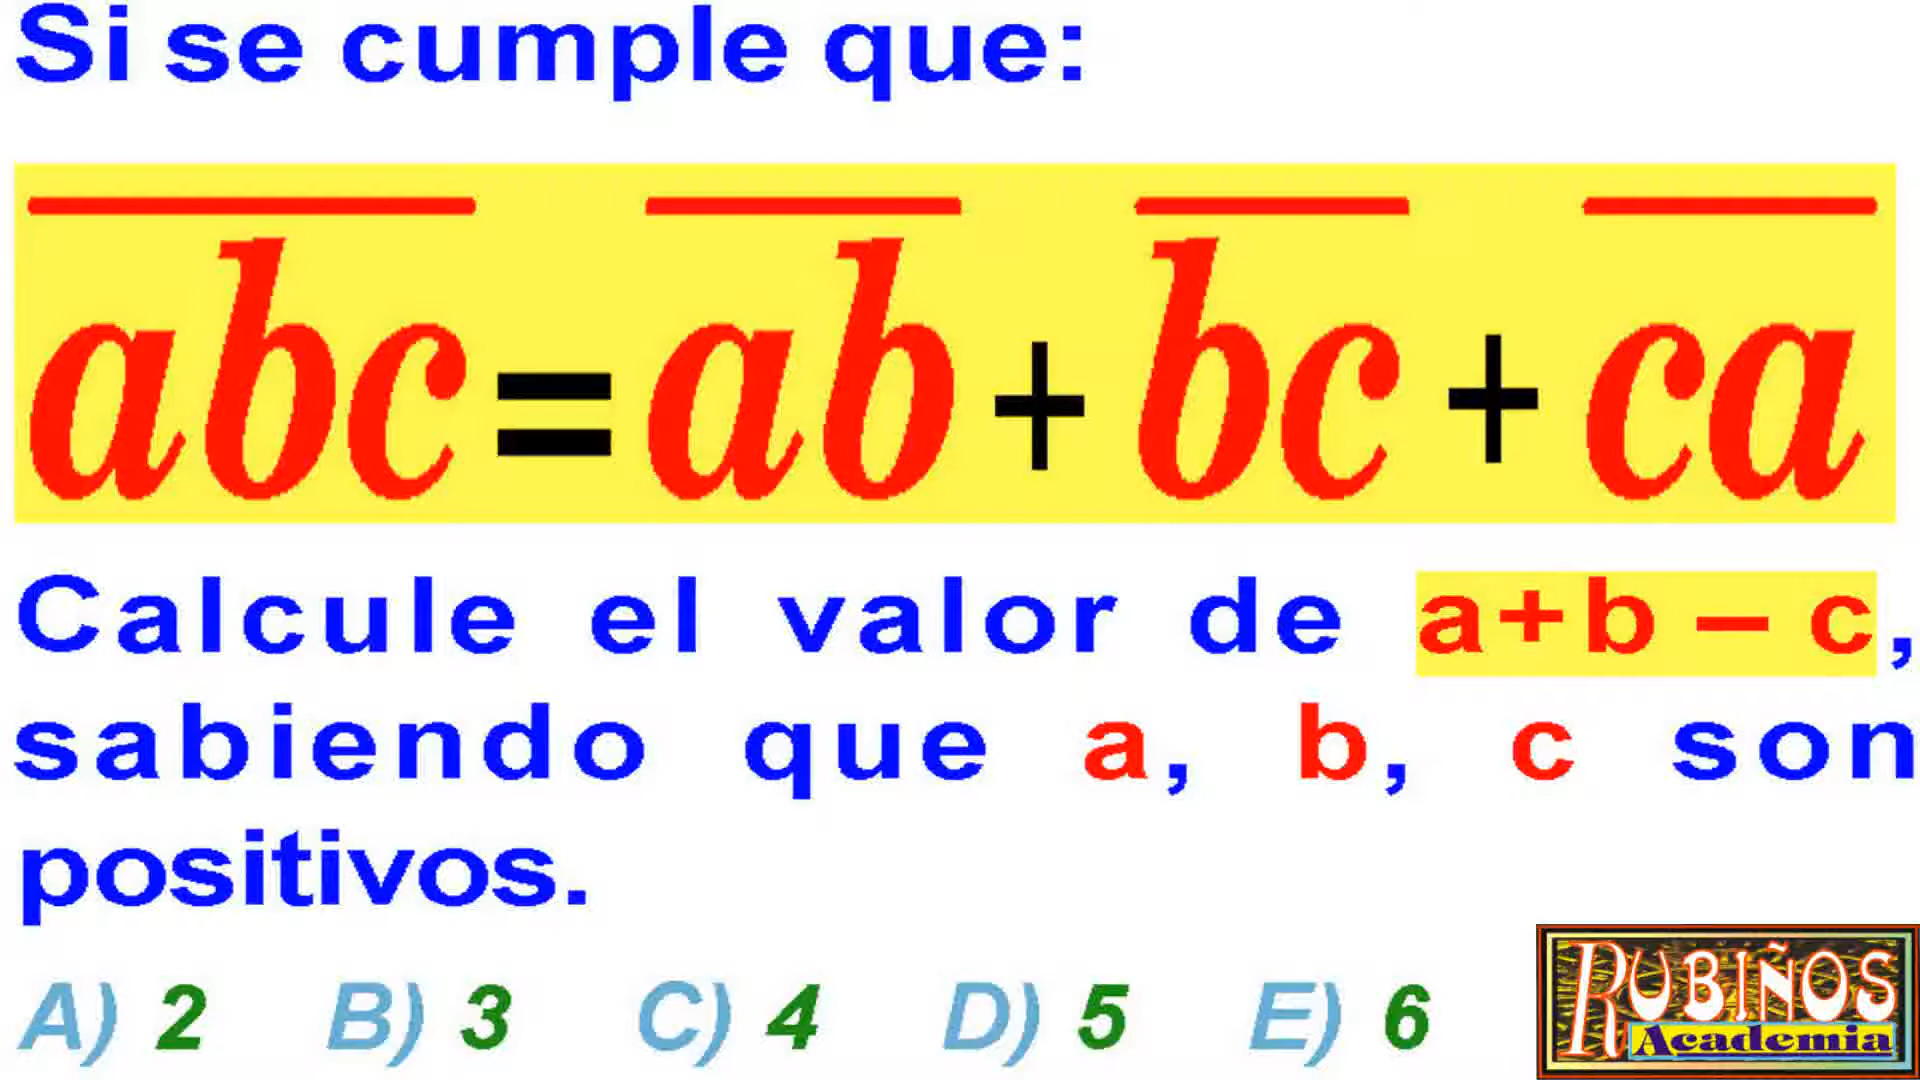 Si se cumple que:
abc = ab + bc + ca
Calcule el valor de a+b – c,
sabiendo que a, b, c son
positivos.
A) 2 B) 3 C) 4 D) 5 E) 6
RUBIÑOS
Academia